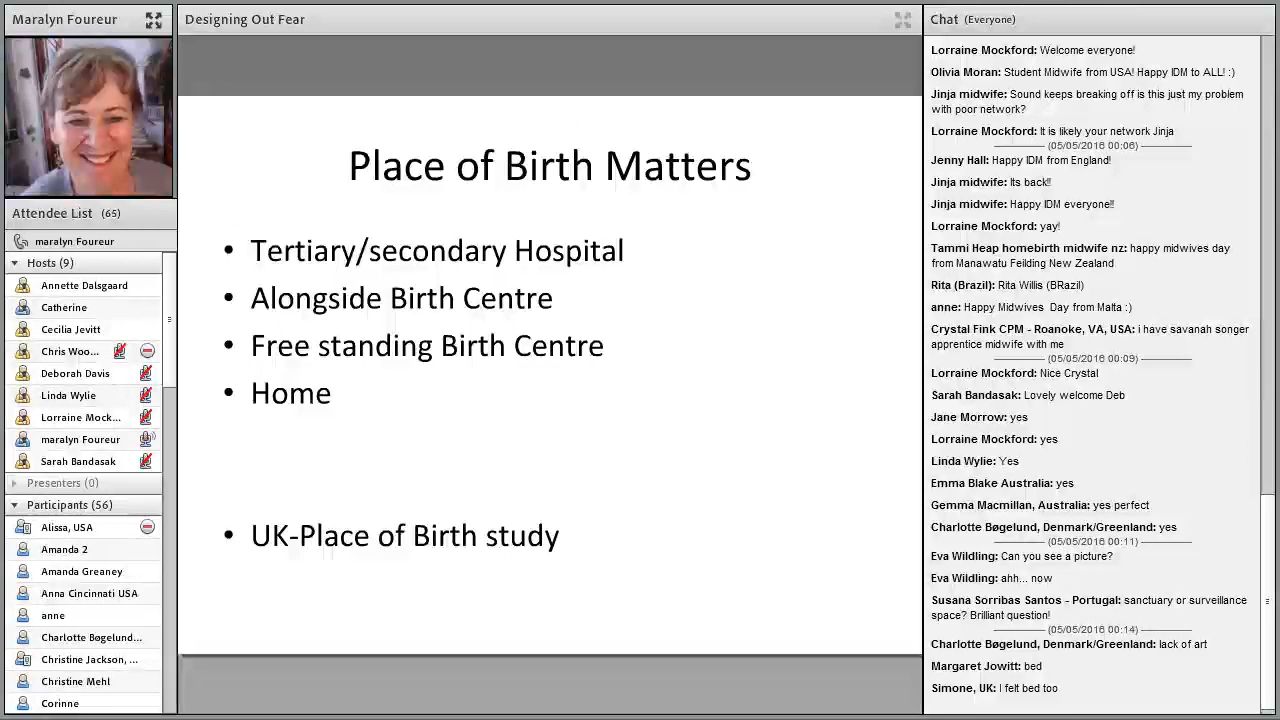 Maralyn Foureur
Attendee List (65)
maralyn Foureur
Hosts (9)
Annette Dalsgaard
Catherine
Cecilia Jevitt
Chris Woo...
Deborah Davis
Linda Wylie
Lorraine Mock...
maralyn Foureur
Sarah Bandasak
Presenters (0)
Participants (56)
Alissa, USA
Amanda 2
Amanda Greaney
Anna Cincinnati USA
anne
Charlotte Bøgelund...
Christine Jackson, ...
Christine Mehl
Corinne
Designing Out Fear
Place of Birth Matters
• Tertiary/secondary Hospital
• Alongside Birth Centre
• Free standing Birth Centre
• Home
• UK-Place of Birth study
Chat (Everyone)
Lorraine Mockford: Welcome everyone!
Olivia Moran: Student Midwife from USA! Happy IDM to ALL! :)
Jinja midwife: Sound keeps breaking off is this just my problem
with poor network?
Lorraine Mockford: It is likely your network Jinja
(05/05/2016 00:06)
Jenny Hall: Happy IDM from England!
Jinja midwife: Its back!!
Jinja midwife: Happy IDM everyone!!
Lorraine Mockford: yay!
Tammi Heap homebirth midwife nz: happy midwives day
from Manawatu Feilding New Zealand
Rita (Brazil): Rita Willis (BRazil)
anne: Happy Midwives Day from Malta :)
Crystal Fink CPM - Roanoke, VA, USA: i have savanah songer
apprentice midwife with me
(05/05/2016 00:09)
Lorraine Mockford: Nice Crystal
Sarah Bandasak: Lovely welcome Deb
Jane Morrow: yes
Lorraine Mockford: yes
Linda Wylie: Yes
Emma Blake Australia: yes
Gemma Macmillan, Australia: yes perfect
Charlotte Bøgelund, Denmark/Greenland: yes
(05/05/2016 00:11)
Eva Wildling: Can you see a picture?
Eva Wildling: ahh... now
Susana Sorribas Santos - Portugal: sanctuary or surveillance
space? Brilliant question!
(05/05/2016 00:14)
Charlotte Bøgelund, Denmark/Greenland: lack of art
Margaret Jowitt: bed
Simone, UK: I felt bed too